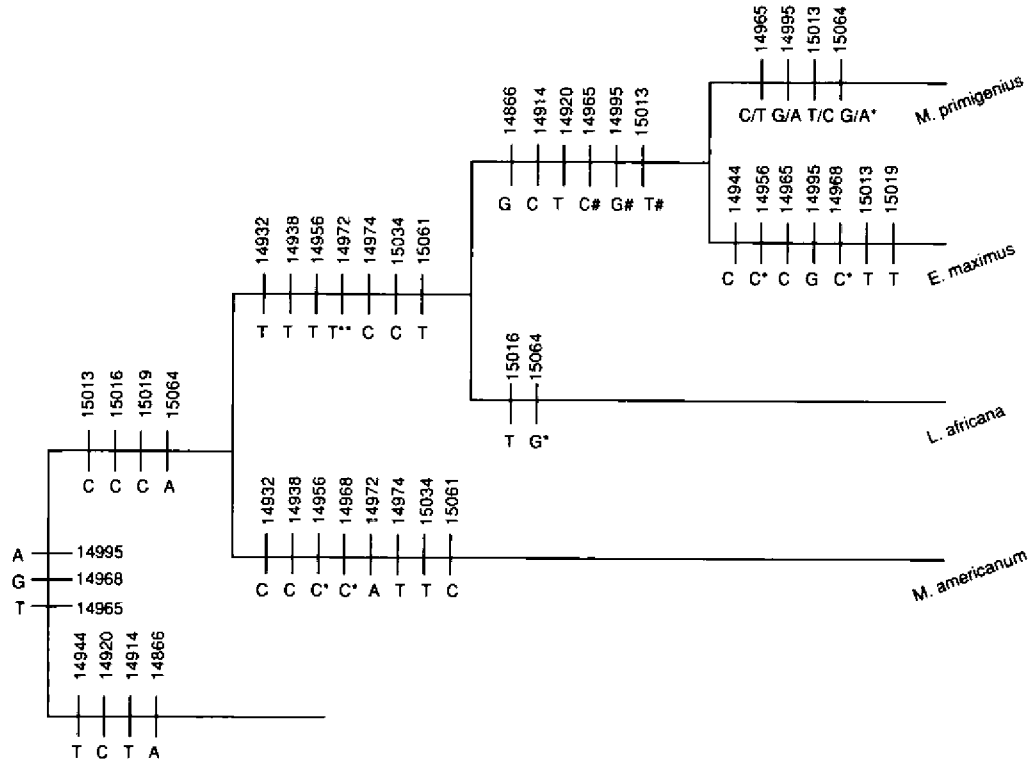 14965 14995 15013 15064
C/T G/A T/C G/A*
M. primigenius
14866 14914 14920 14965 14995 15013
G C T C# G# T#
14944 14956 14965 14995 14968 15013 15019
C C* C G C* T T
E. maximus
14932 14938 14956 14972 14974 15034 15061
T T T T** C C T
15016 15064
T G*
L. africana
15013 15016 15019 15064
C C C A
14932 14938 14956 14968 14972 14974 15034 15061
C C C* C* A T T C
M. americanum
A 14995
G 14968
T 14965
14944 14920 14914 14866
T C T A